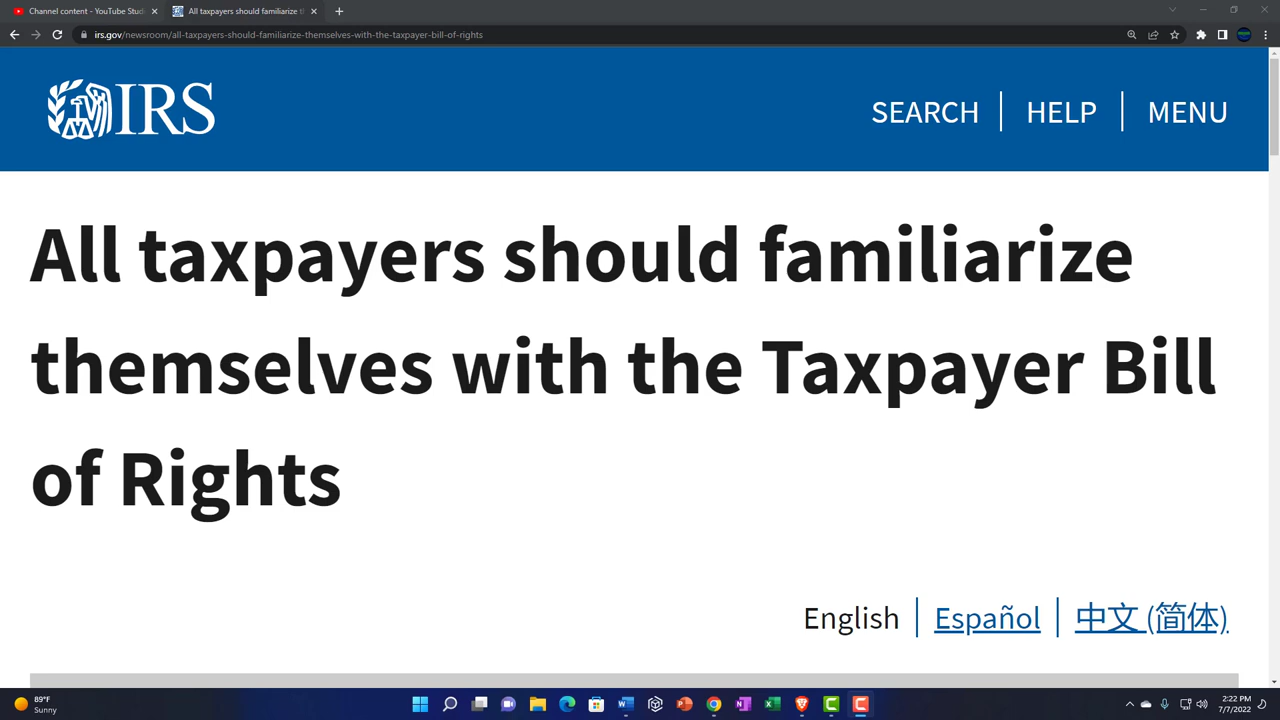 Channel content - YouTube Stud
All taxpayers should familiarize t
irs.gov/newsroom/all-taxpayers-should-familiarize-themselves-with-the-taxpayer-bill-of-rights
IRS
SEARCH
HELP
MENU
All taxpayers should familiarize
themselves with the Taxpayer Bill
of Rights
English
Español
中文 (简体)
89°F
Sunny
2:22 PM
7/7/2022